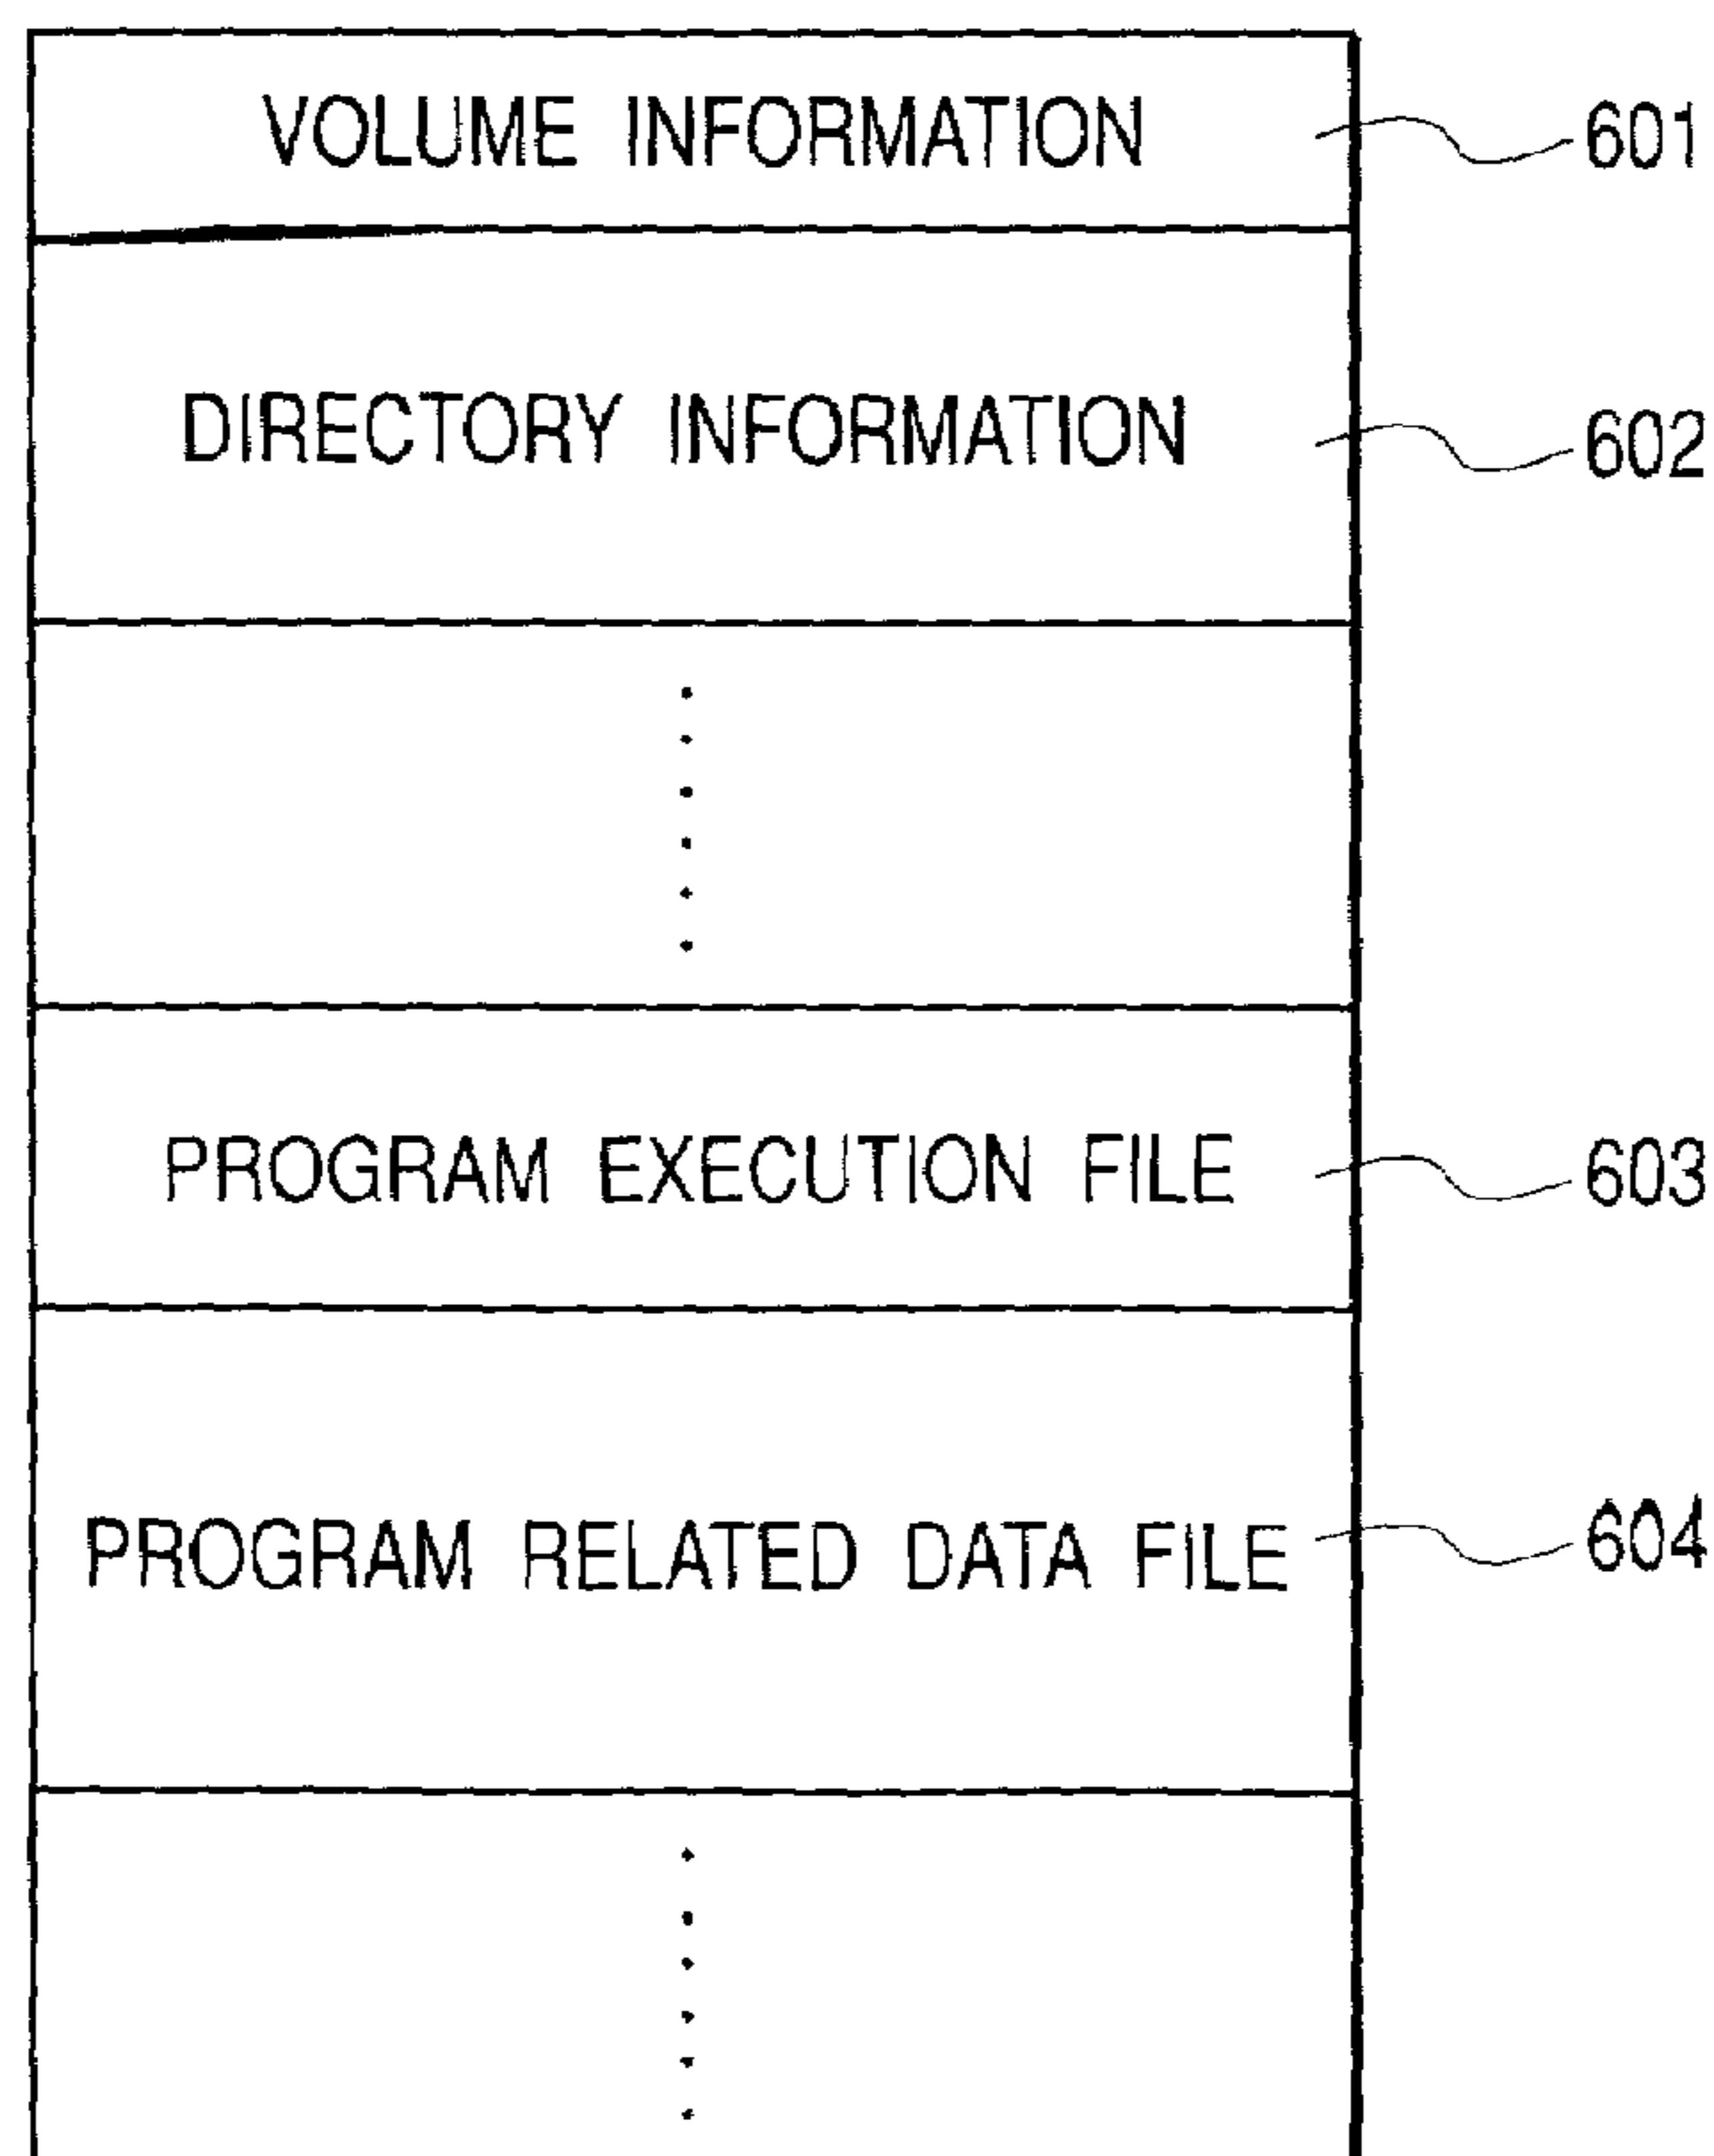 VOLUME INFORMATION 601
DIRECTORY INFORMATION 602
PROGRAM EXECUTION FILE 603
PROGRAM RELATED DATA FILE 604